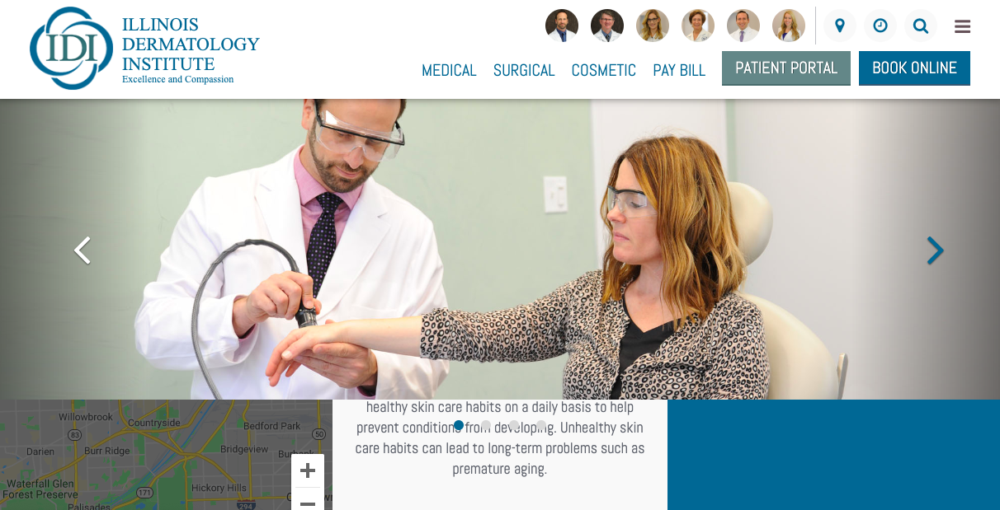 IDI
ILLINOIS
DERMATOLOGY
INSTITUTE
Excellence and Compassion
MEDICAL SURGICAL COSMETIC PAY BILL PATIENT PORTAL BOOK ONLINE
Willowbrook
Countryside
Bedford Park
83
50
Darien
Burr Ridge
Bridgeview
Waterfall Glen
Forest Preserve
Hickory Hills
171
294
Palisades
healthy skin care habits on a daily basis to help
prevent conditions from developing. Unhealthy skin
care habits can lead to long-term problems such as
premature aging.